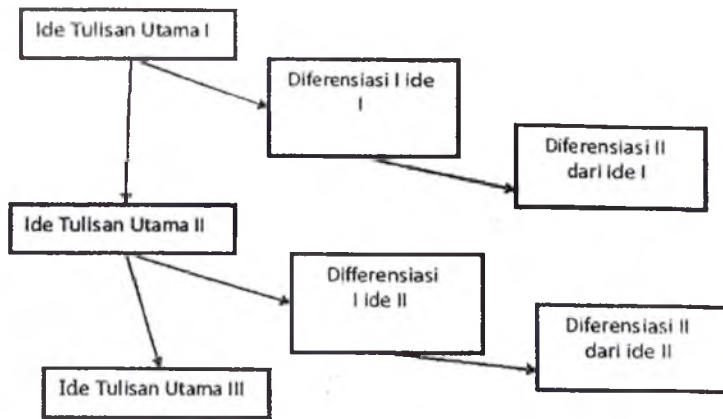 Ide Tulisan Utama I
Diferensiasi I ide
I
Diferensiasi II
dari ide I
Ide Tulisan Utama II
Differensiasi
I ide II
Diferensiasi II
dari ide II
Ide Tulisan Utama III